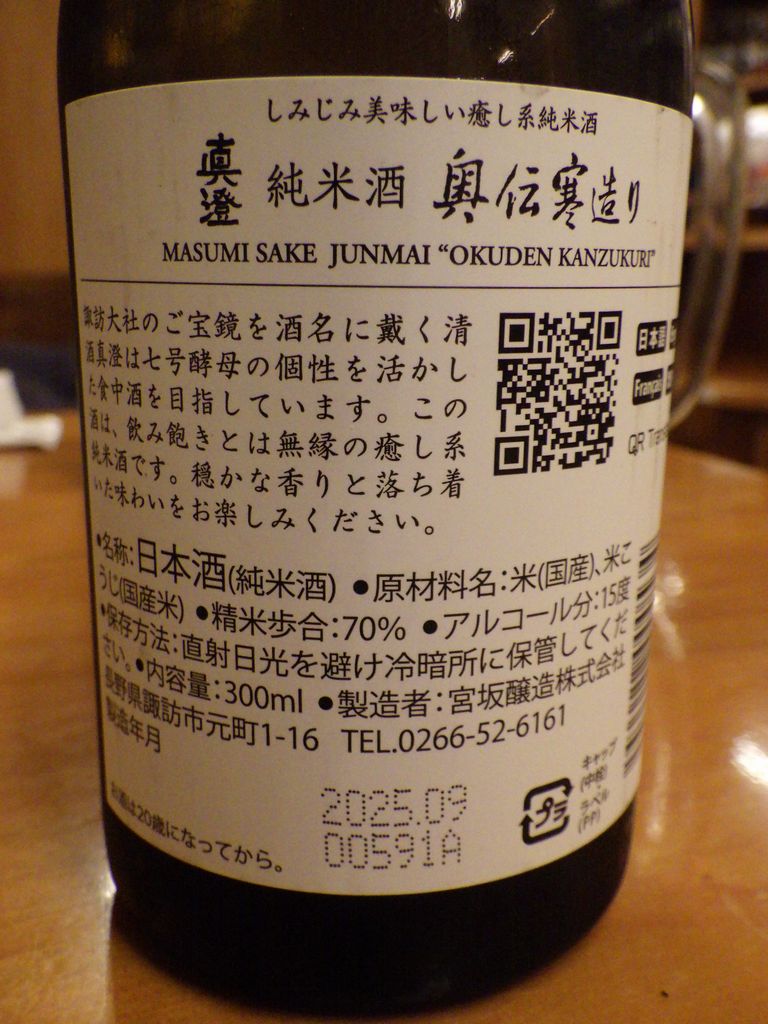 しみじみ美味しい癒し系純米酒
真澄 純米酒 奥伝寒造り
MASUMI SAKE JUNMAI “OKUDEN KANZUKURI”
諏訪大社のご宝鏡を酒名に戴く清
酒真澄は七号酵母の個性を活かし
た食中酒を目指しています。この
酒は、飲み飽きとは無縁の癒し系
純米酒です。穏かな香りと落ち着
いた味わいをお楽しみください。
日本語
Français
QR
●名称:日本酒(純米酒) ●原材料名:米(国産)、米こ
うじ(国産米) ●精米歩合:70% ●アルコール分:15度
●保存方法:直射日光を避け冷暗所に保管してくだ
さい。●内容量:300ml ●製造者:宮坂醸造株式会社
長野県諏訪市元町1-16 TEL.0266-52-6161
製造年月
2025.09
00591A
お酒は20歳になってから。
プラ
キャップ
(中栓)
ラベル
(PP)